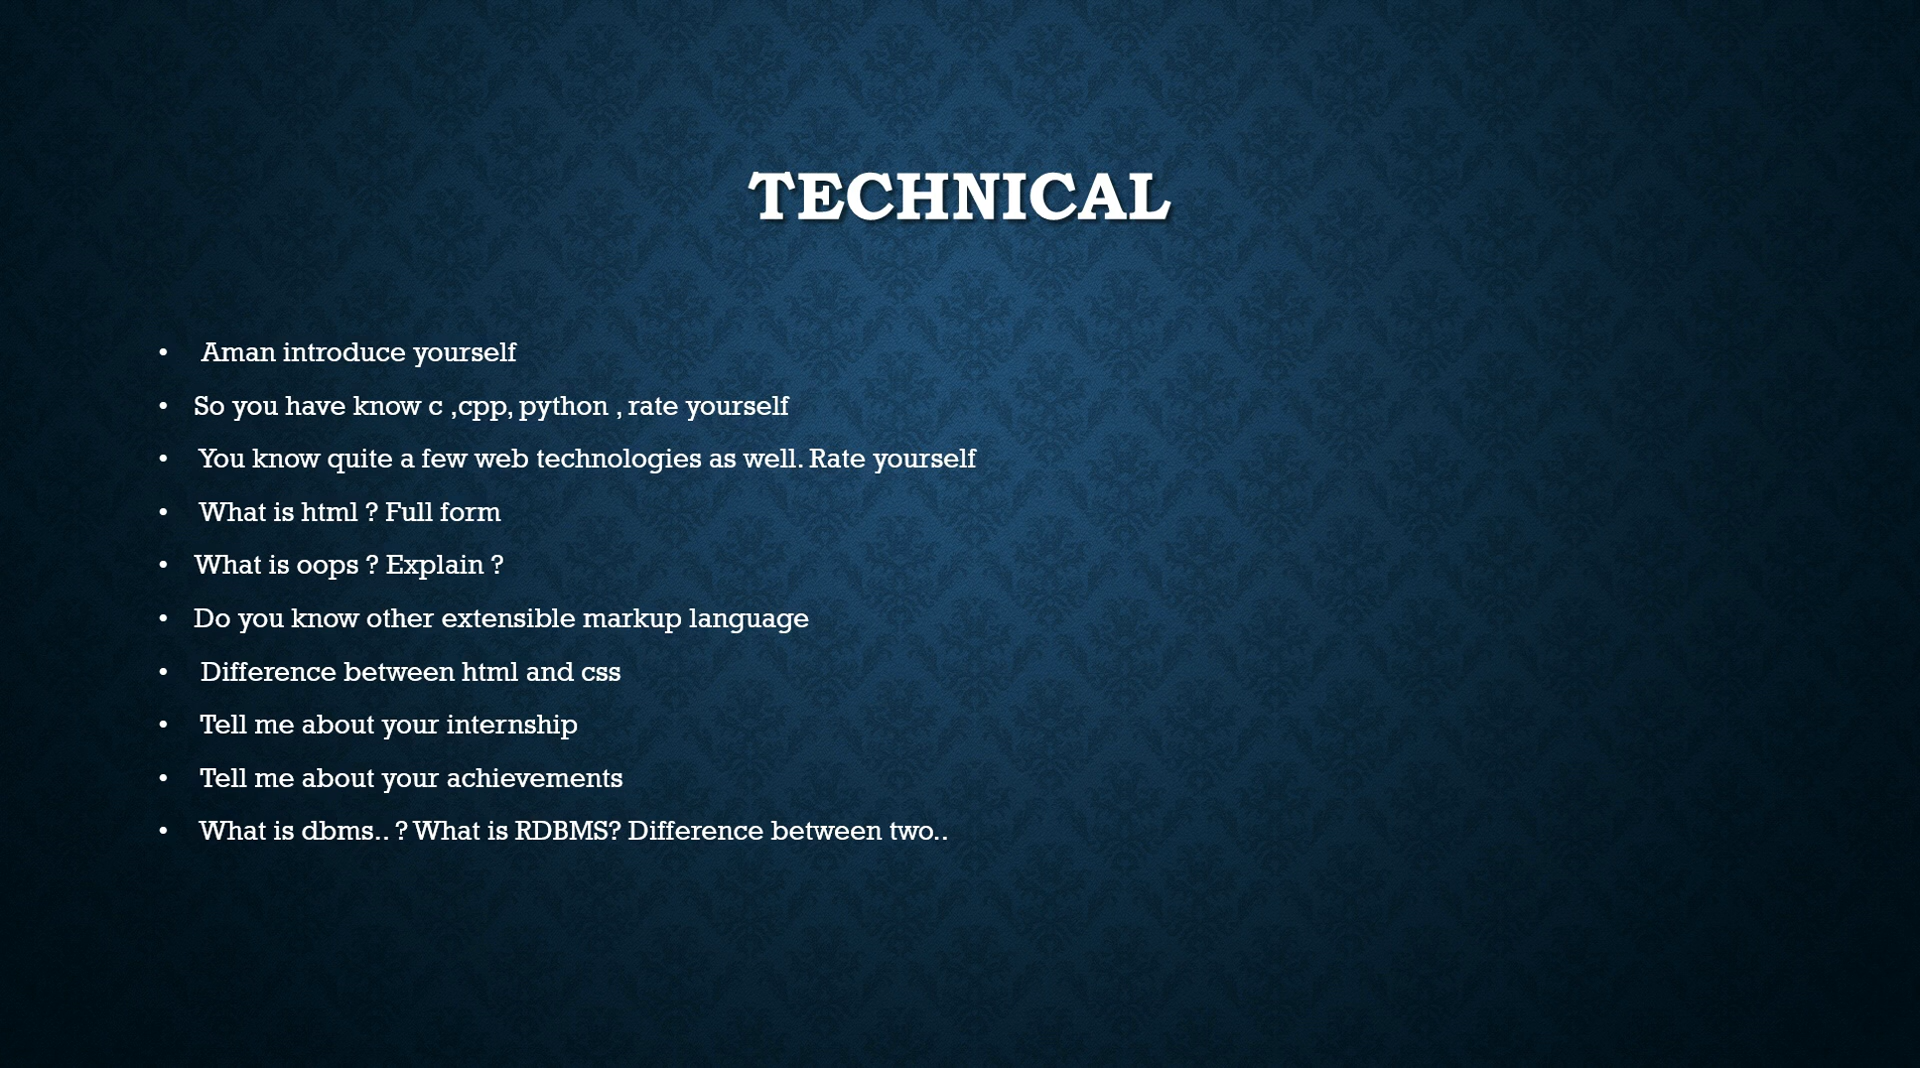 TECHNICAL
• Aman introduce yourself
• So you have know c ,cpp, python , rate yourself
• You know quite a few web technologies as well. Rate yourself
• What is html ? Full form
• What is oops ? Explain ?
• Do you know other extensible markup language
• Difference between html and css
• Tell me about your internship
• Tell me about your achievements
• What is dbms.. ? What is RDBMS? Difference between two..